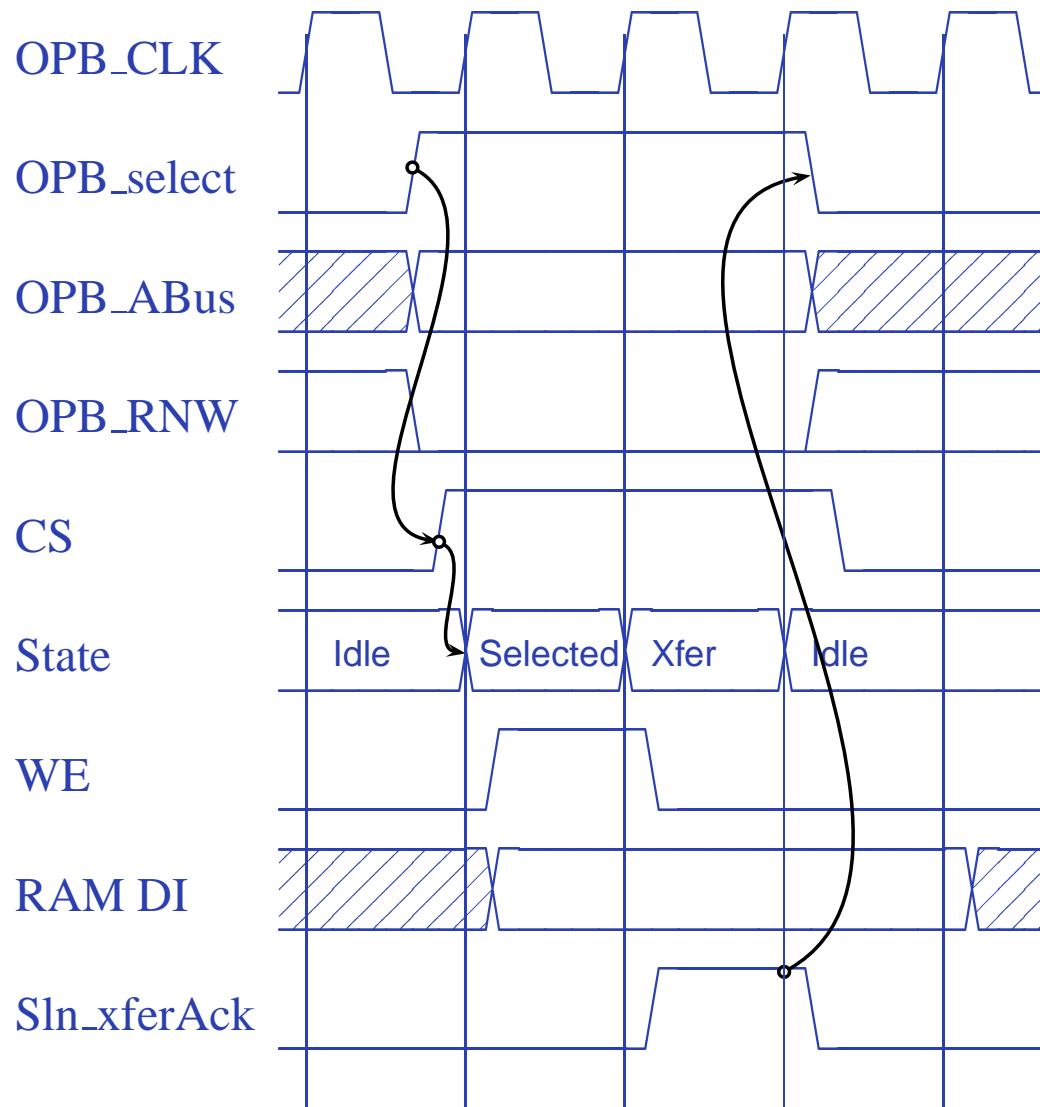 OPB_CLK
OPB_select
OPB_ABus
OPB_RNW
CS
State Idle Selected Xfer Idle
WE
RAM DI
Sln_xferAck